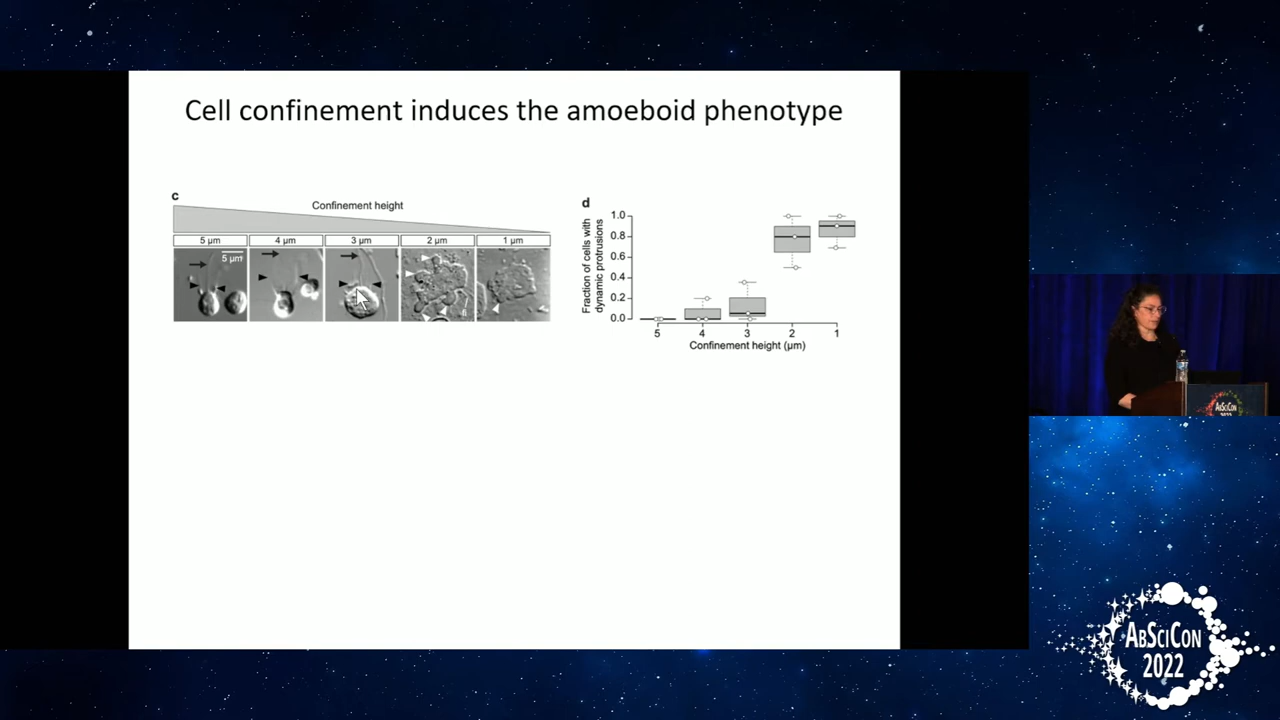 Cell confinement induces the amoeboid phenotype
c
Confinement height
5 µm
4 µm
3 µm
2 µm
1 µm
5 µm
d
Fraction of cells with
dynamic protrusions
1.0
0.8
0.6
0.4
0.2
0.0
5
4
3
2
1
Confinement height (µm)
ABSCICON
2022
ABSCICON
2022